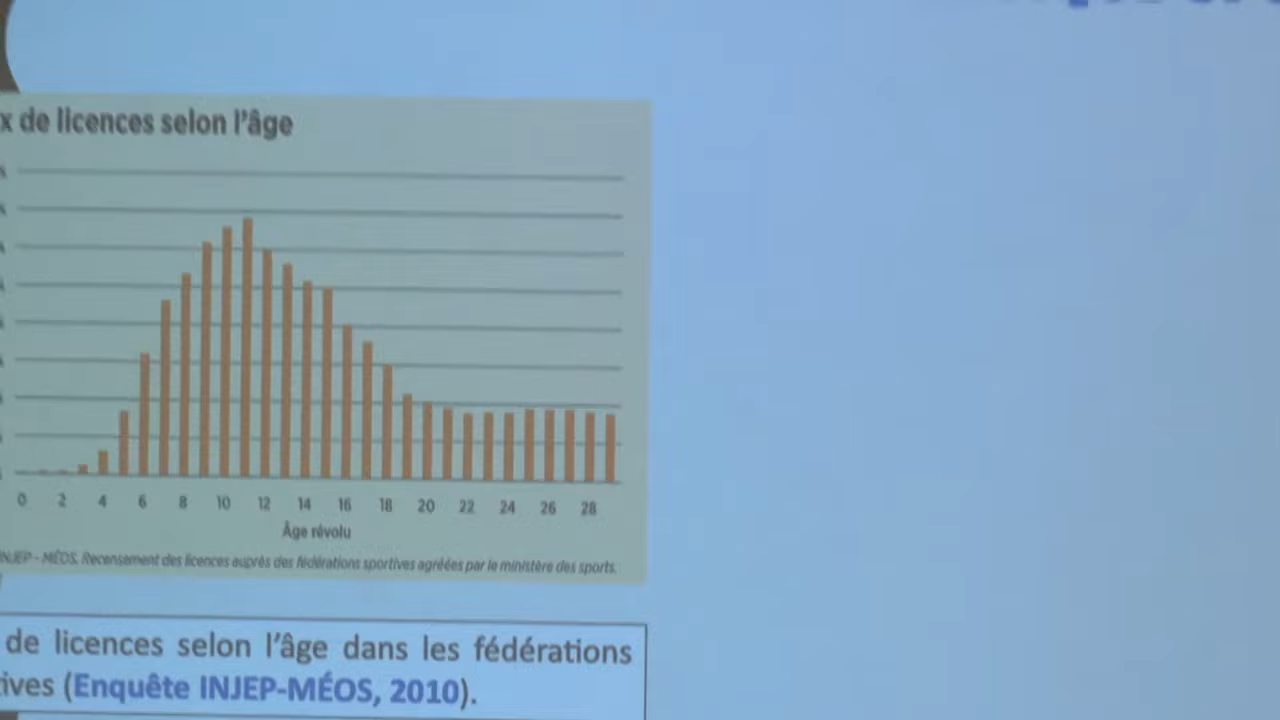 x de licences selon l'âge
0 2 4 6 8 10 12 14 16 18 20 22 24 26 28
Âge révolu
INJEP – MÉOS. Recensement des licences auprès des fédérations sportives agréées par le ministère des sports.
de licences selon l'âge dans les fédérations
ives (Enquête INJEP-MÉOS, 2010).